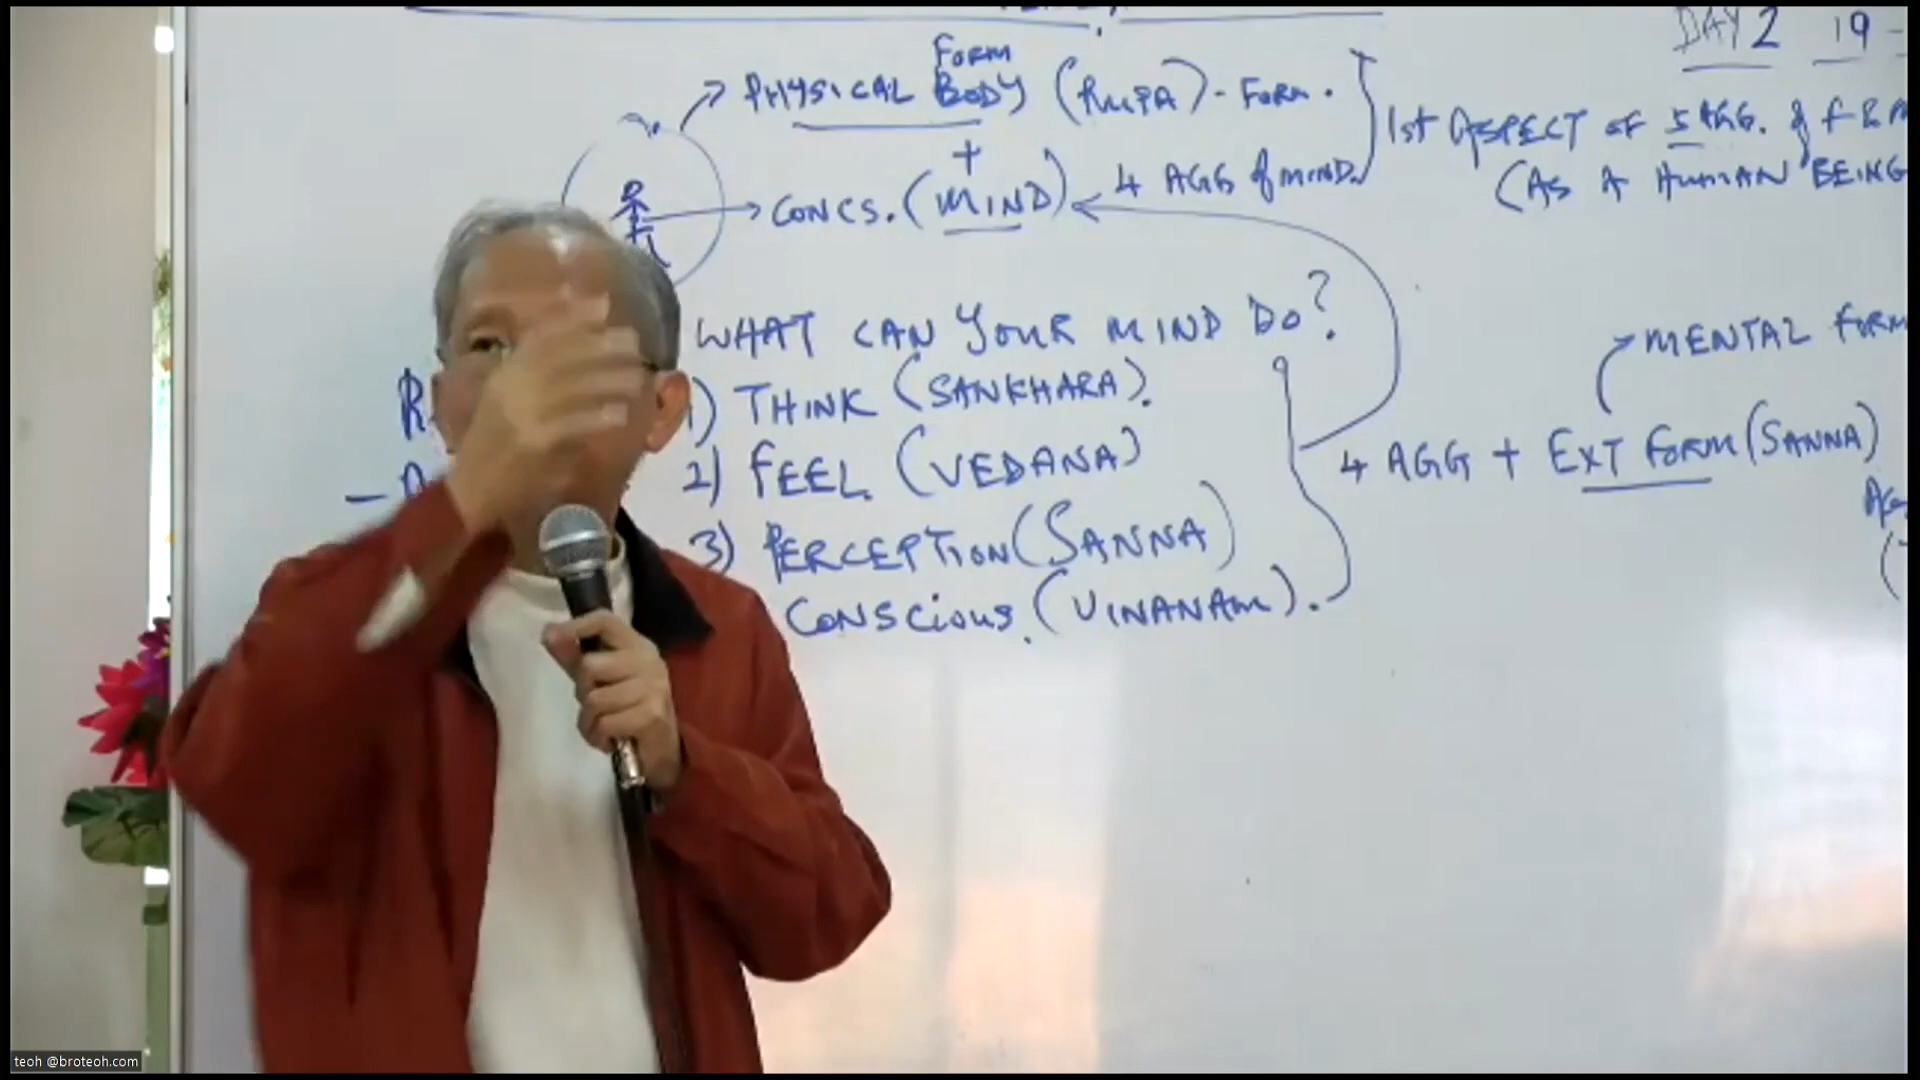 DAY 2 19 -
FORM
PHYSICAL BODY (RUPA) - FORM.
+
CONCS. (MIND) 4 AGG of MIND.
1st ASPECT OF 5 AGG. of
(AS A HUMAN BEING
WHAT CAN YOUR MIND DO?
1) THINK (SANKHARA).
2) FEEL. (VEDANA)
3) PERCEPTION (SANNA)
CONSCIOUS. (VINANAM).
MENTAL FORM
4 AGG + EXT FORM (SANNA)
teoh @broteoh.com